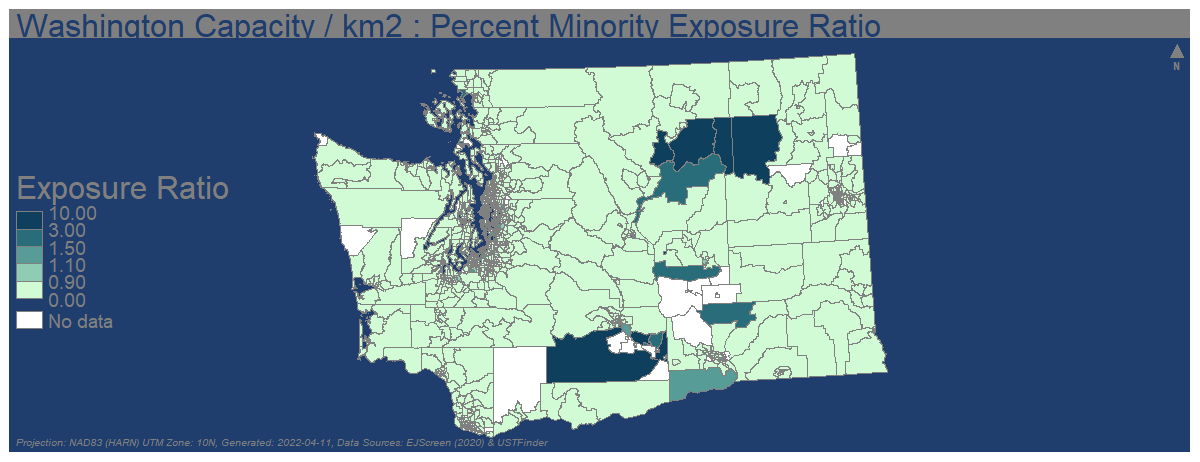 Washington Capacity / km2 : Percent Minority Exposure Ratio
N
Exposure Ratio
10.00
3.00
1.50
1.10
0.90
0.00
No data
Projection: NAD83 (HARN) UTM Zone: 10N, Generated: 2022-04-11, Data Sources: EJScreen (2020) & USTFinder